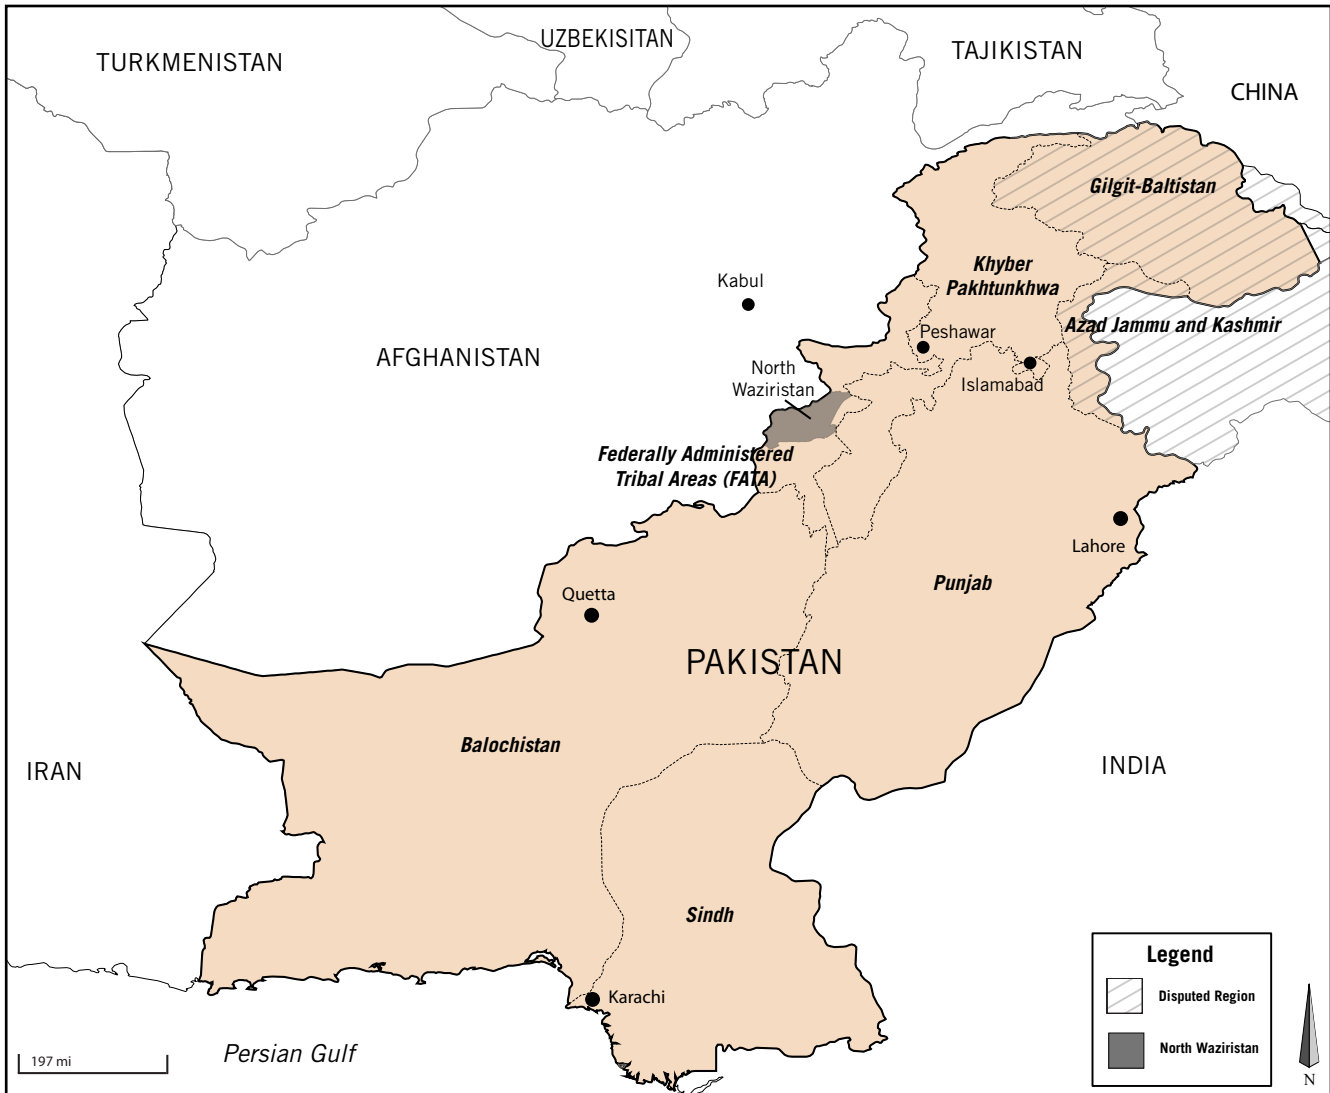 UZBEKISITAN
TURKMENISTAN
TAJIKISTAN
CHINA
Gilgit-Baltistan
Khyber
Pakhtunkhwa
Kabul
Azad Jammu and Kashmir
Peshawar
AFGHANISTAN
North
Waziristan
Islamabad
Federally Administered
Tribal Areas (FATA)
Lahore
Punjab
Quetta
PAKISTAN
Balochistan
IRAN
INDIA
Sindh
Karachi
Persian Gulf
197 mi
Legend
Disputed Region
North Waziristan
N